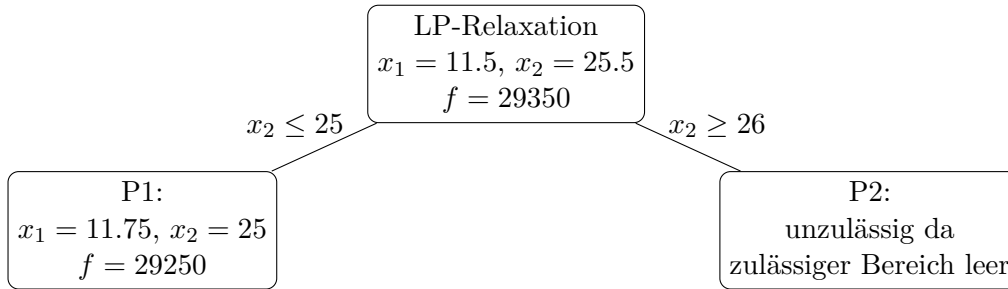 LP-Relaxation
x₁ = 11.5, x₂ = 25.5
f = 29350
x₂ ≤ 25
x₂ ≥ 26
P1:
x₁ = 11.75, x₂ = 25
f = 29250
P2:
unzulässig da
zulässiger Bereich leer